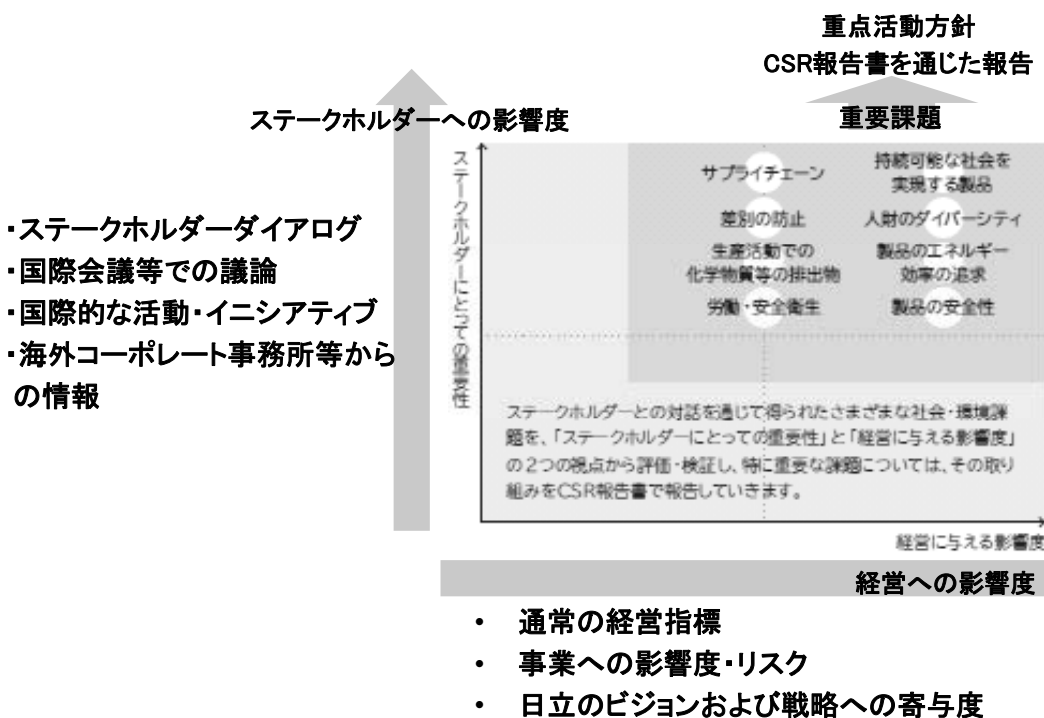 重点活動方針
CSR報告書を通じた報告
ステークホルダーへの影響度
重要課題
・ステークホルダーダイアログ
・国際会議等での議論
・国際的な活動・イニシアティブ
・海外コーポレート事務所等から
の情報
ステークホルダーにとっての重要性
サプライチェーン
持続可能な社会を
実現する製品
差別の防止
人財のダイバーシティ
生産活動での
化学物質等の排出物
製品のエネルギー
効率の追求
労働・安全衛生
製品の安全性
ステークホルダーとの対話を通じて得られたさまざまな社会・環境課
題を、「ステークホルダーにとっての重要性」と「経営に与える影響度」
の2つの視点から評価・検証し、特に重要な課題については、その取り
組みをCSR報告書で報告していきます。
経営に与える影響度
経営への影響度
• 通常の経営指標
• 事業への影響度・リスク
• 日立のビジョンおよび戦略への寄与度